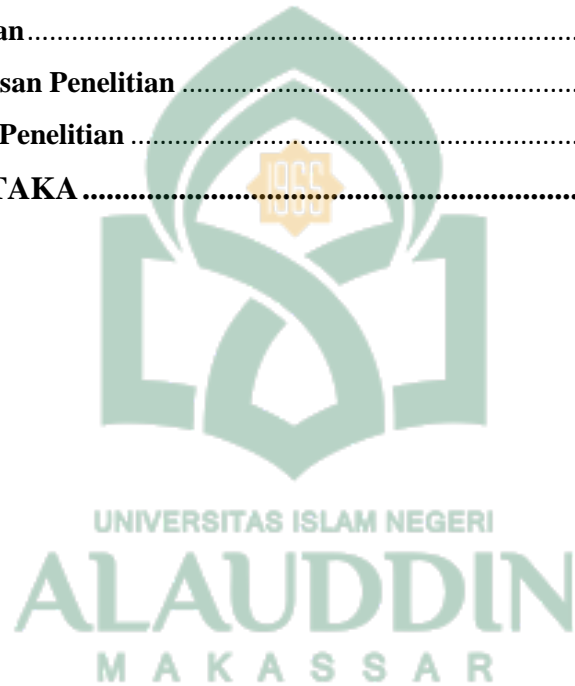 an........................................................................
san Penelitian ....................................................
Penelitian ............................................................
TAKA ...................................................................
1965
UNIVERSITAS ISLAM NEGERI
ALAUDDIN
MAKASSAR